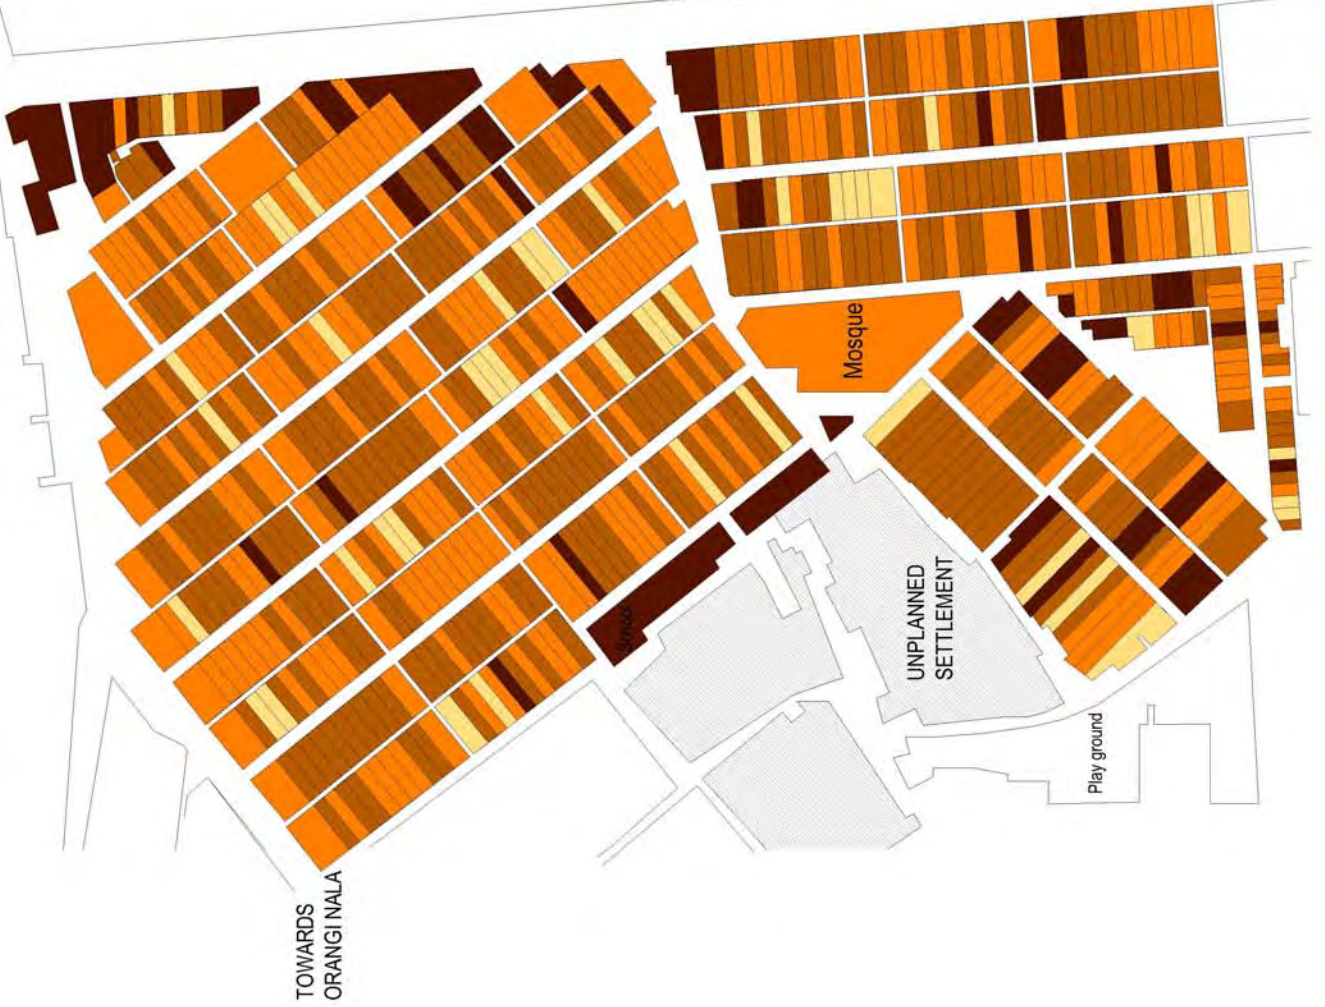 Mosque
UNPLANNED
SETTLEMENT
Play ground
TOWARDS
ORANGI NALA